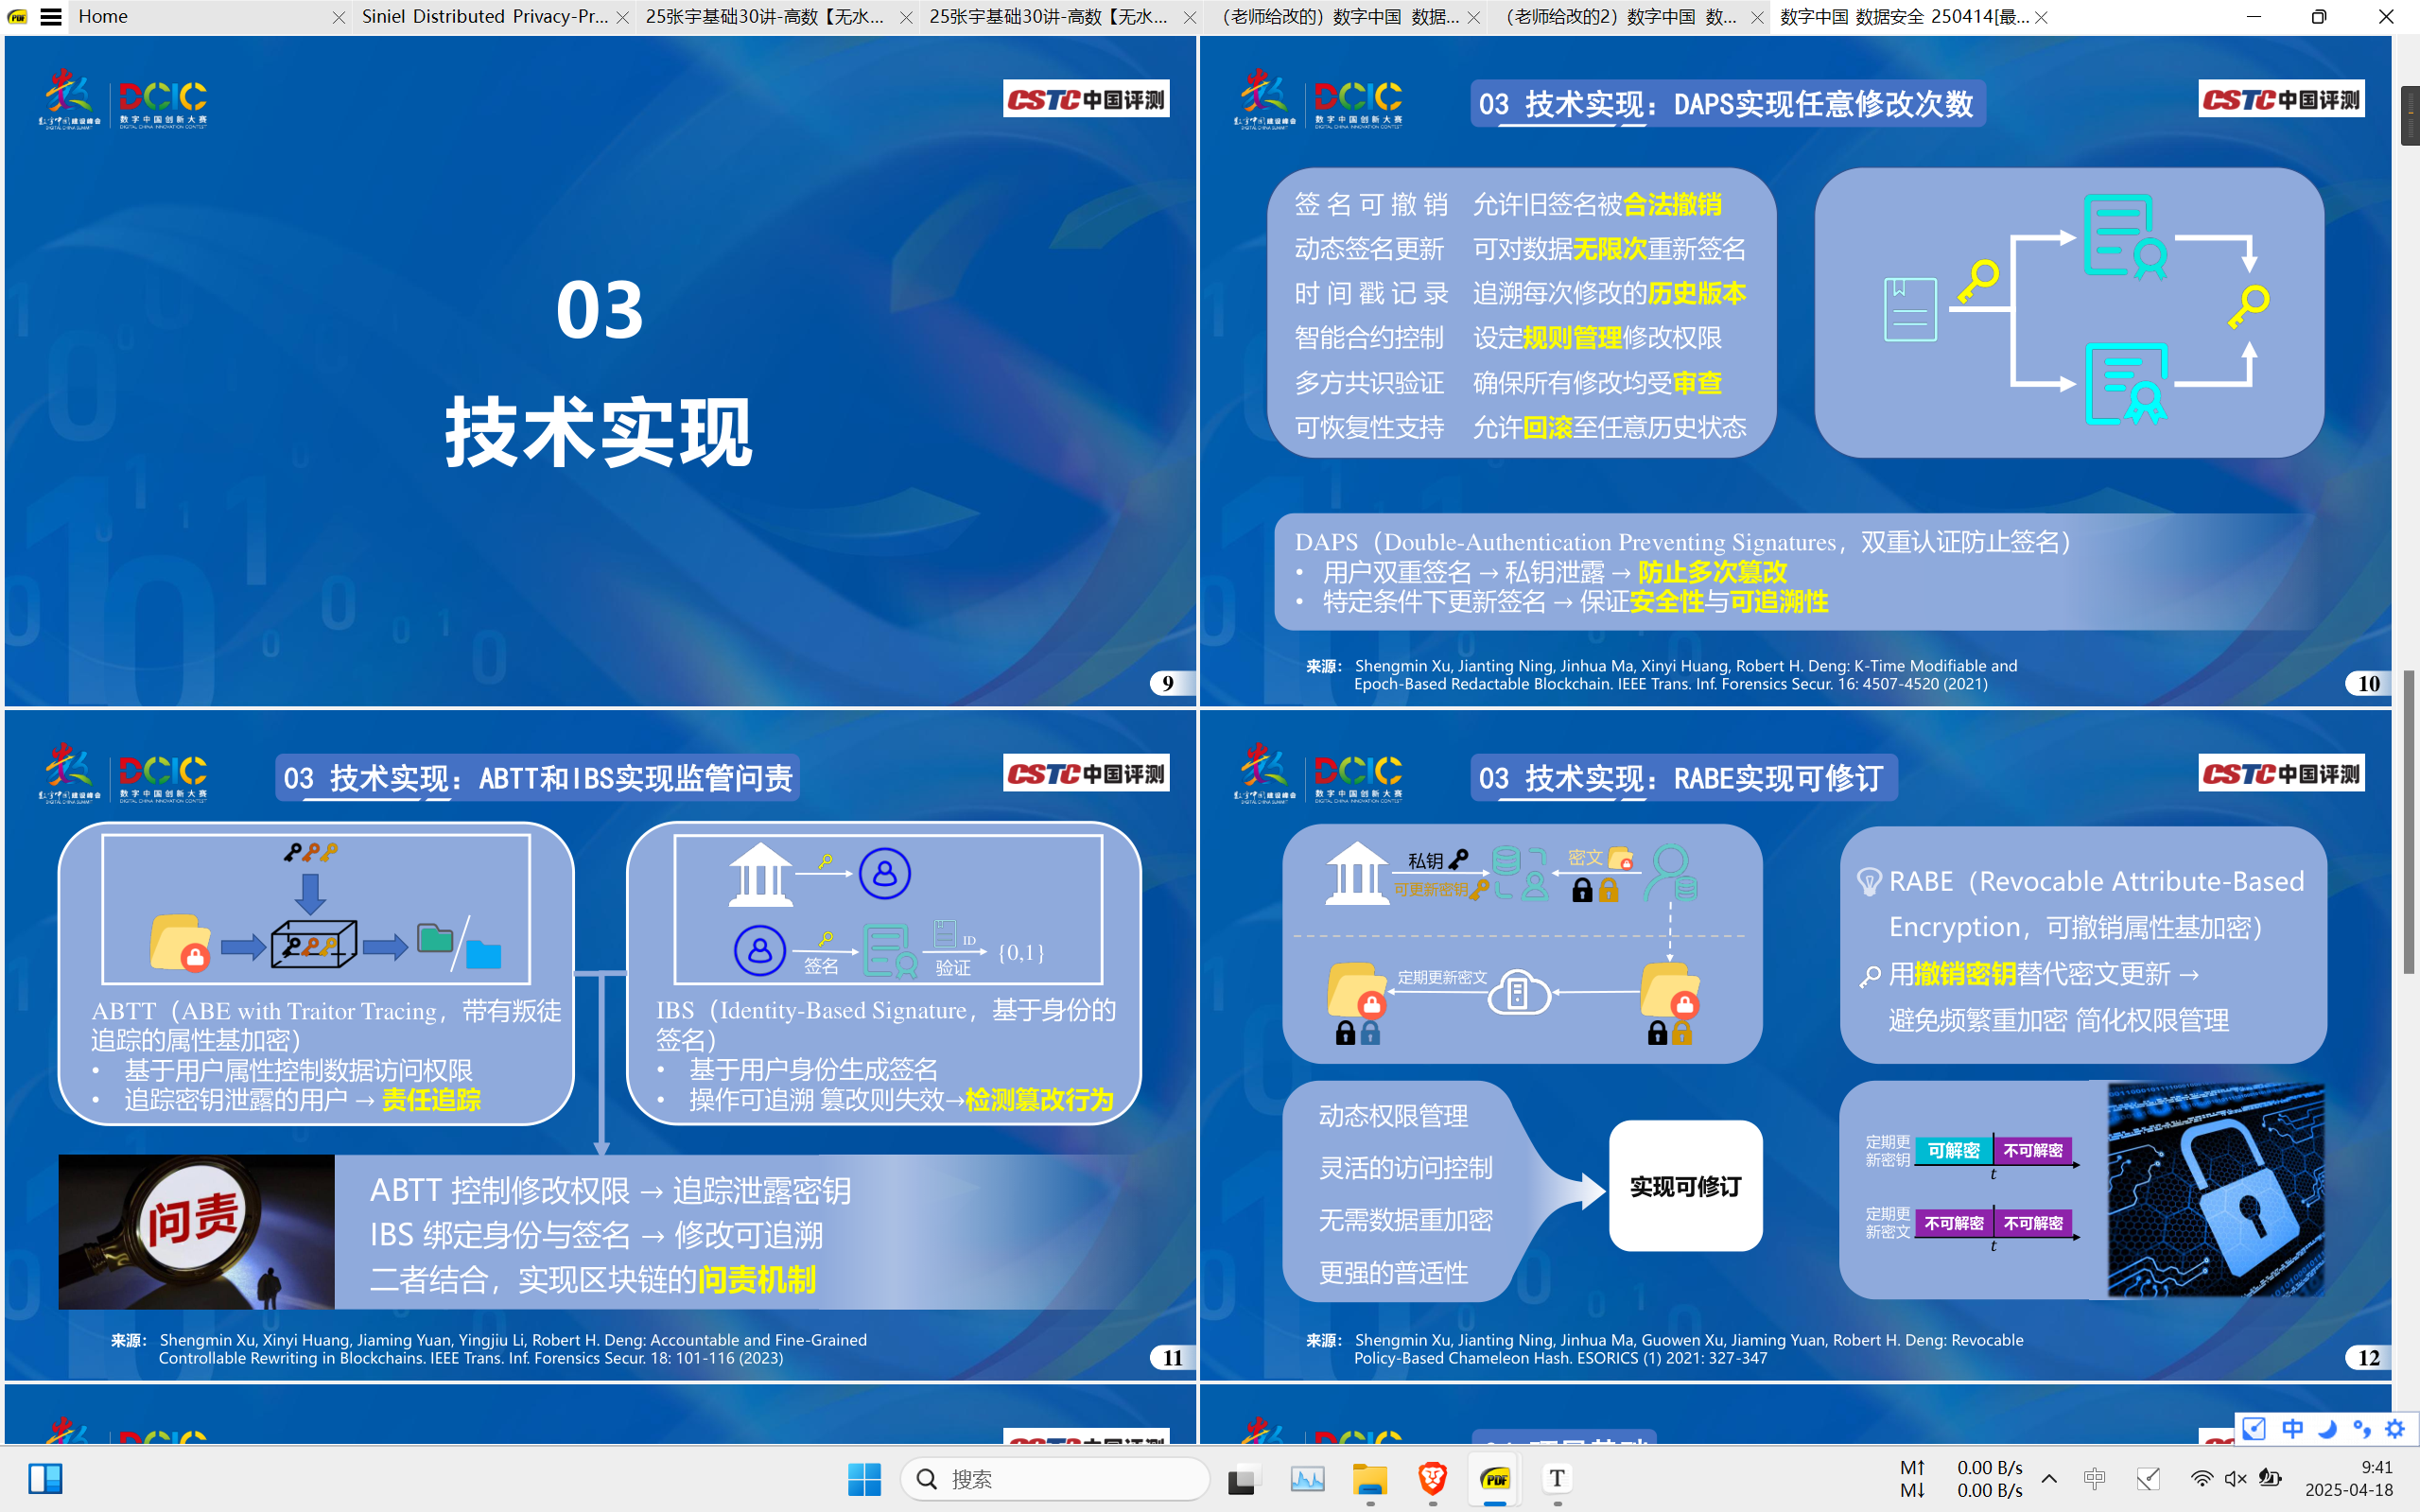 Home
Siniel Distributed Privacy-Pr...
25张宇基础30讲-高数【无水...
25张宇基础30讲-高数【无水...
（老师给改的）数字中国 数据...
（老师给改的2）数字中国 数...
数字中国 数据安全 250414[最...
DCIC
数字中国创新大赛
CSTC中国评测
03
技术实现
9
DCIC
数字中国创新大赛
03 技术实现：DAPS实现任意修改次数
CSTC中国评测
签名可撤销 允许旧签名被合法撤销
动态签名更新 可对数据无限次重新签名
时间戳记录 追溯每次修改的历史版本
智能合约控制 设定规则管理修改权限
多方共识验证 确保所有修改均受审查
可恢复性支持 允许回滚至任意历史状态
DAPS（Double-Authentication Preventing Signatures，双重认证防止签名）
• 用户双重签名 → 私钥泄露 → 防止多次篡改
• 特定条件下更新签名 → 保证安全性与可追溯性
来源： Shengmin Xu, Jianting Ning, Jinhua Ma, Xinyi Huang, Robert H. Deng: K-Time Modifiable and
Epoch-Based Redactable Blockchain. IEEE Trans. Inf. Forensics Secur. 16: 4507-4520 (2021)
10
DCIC
数字中国创新大赛
03 技术实现：ABTT和IBS实现监管问责
CSTC中国评测
签名
ID
验证
{0,1}
ABTT（ABE with Traitor Tracing，带有叛徒
追踪的属性基加密）
• 基于用户属性控制数据访问权限
• 追踪密钥泄露的用户 → 责任追踪
IBS（Identity-Based Signature，基于身份的
签名）
• 基于用户身份生成签名
• 操作可追溯 篡改则失效→检测篡改行为
问责
ABTT 控制修改权限 → 追踪泄露密钥
IBS 绑定身份与签名 → 修改可追溯
二者结合，实现区块链的问责机制
来源： Shengmin Xu, Xinyi Huang, Jiaming Yuan, Yingjiu Li, Robert H. Deng: Accountable and Fine-Grained
Controllable Rewriting in Blockchains. IEEE Trans. Inf. Forensics Secur. 18: 101-116 (2023)
11
DCIC
数字中国创新大赛
03 技术实现：RABE实现可修订
CSTC中国评测
私钥
可更新密钥
密文
定期更新密文
RABE（Revocable Attribute-Based
Encryption，可撤销属性基加密）
用撤销密钥替代密文更新 →
避免频繁重加密 简化权限管理
动态权限管理
灵活的访问控制
无需数据重加密
更强的普适性
实现可修订
定期更
新密钥
可解密 不可解密
t
定期更
新密文
不可解密 不可解密
t
来源： Shengmin Xu, Jianting Ning, Jinhua Ma, Guowen Xu, Jiaming Yuan, Robert H. Deng: Revocable
Policy-Based Chameleon Hash. ESORICS (1) 2021: 327-347
12
中
搜索
PDF
T
M↑ 0.00 B/s
M↓ 0.00 B/s
中
9:41
2025-04-18